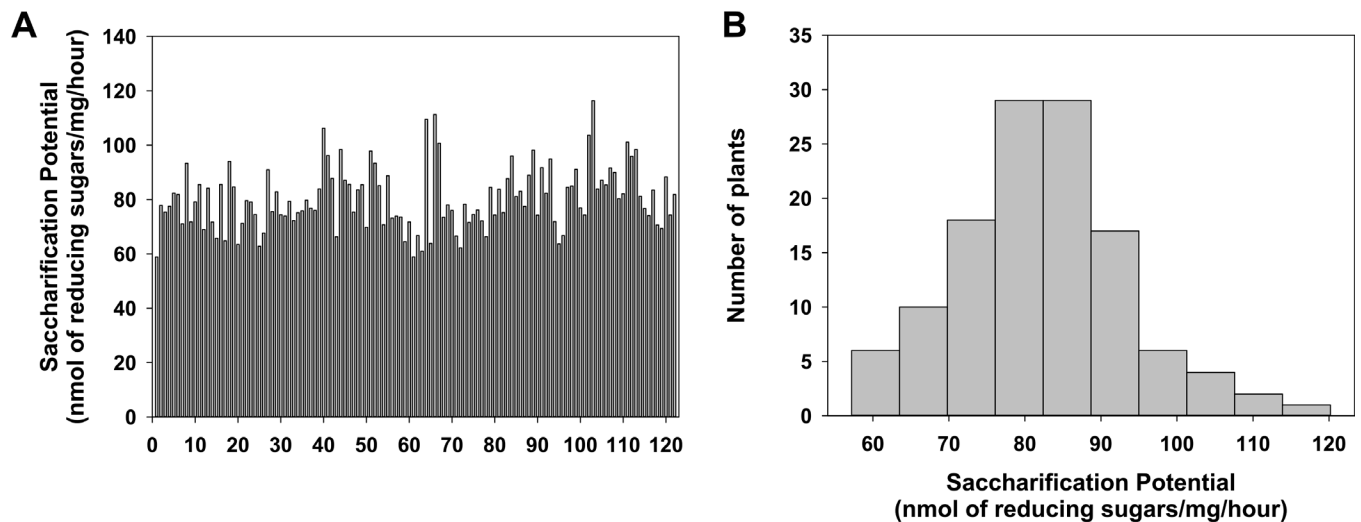 A
Saccharification Potential
(nmol of reducing sugars/mg/hour)
140
120
100
80
60
40
20
0
0 10 20 30 40 50 60 70 80 90 100 110 120
B
Number of plants
35
30
25
20
15
10
5
0
60 70 80 90 100 110 120
Saccharification Potential
(nmol of reducing sugars/mg/hour)